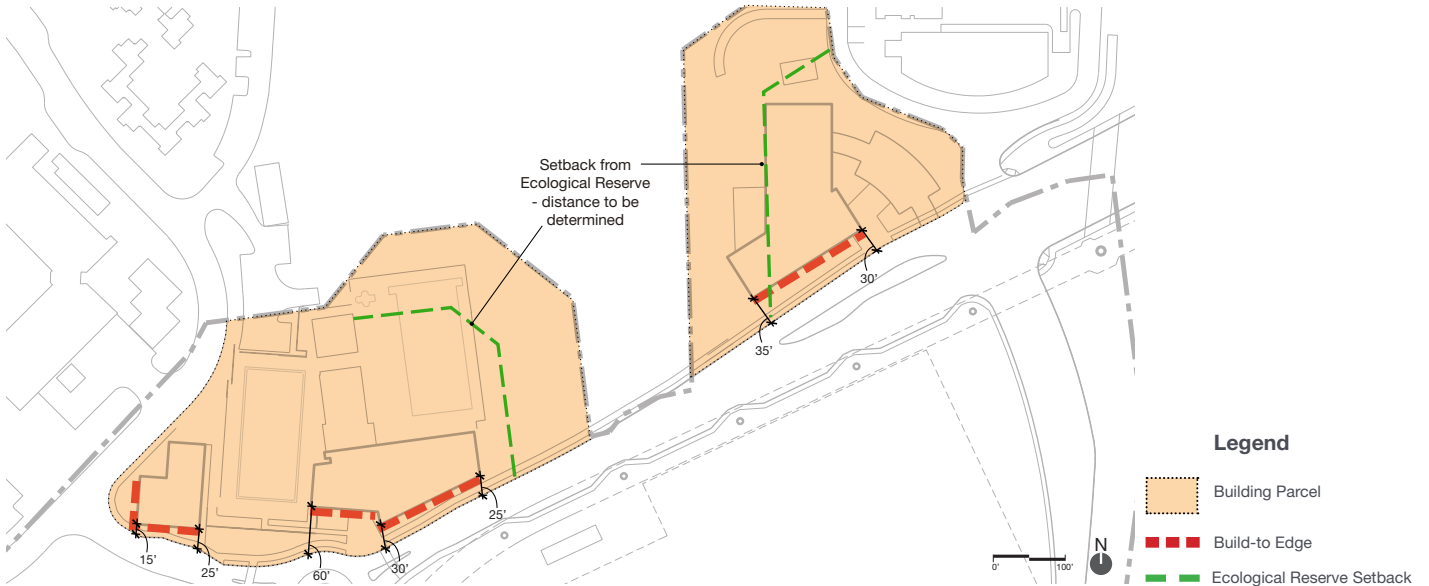 Setback from
Ecological Reserve
- distance to be
determined
30'
35'
25'
15'
25'
60'
30'
0'
100'
N
Legend
Building Parcel
Build-to Edge
Ecological Reserve Setback